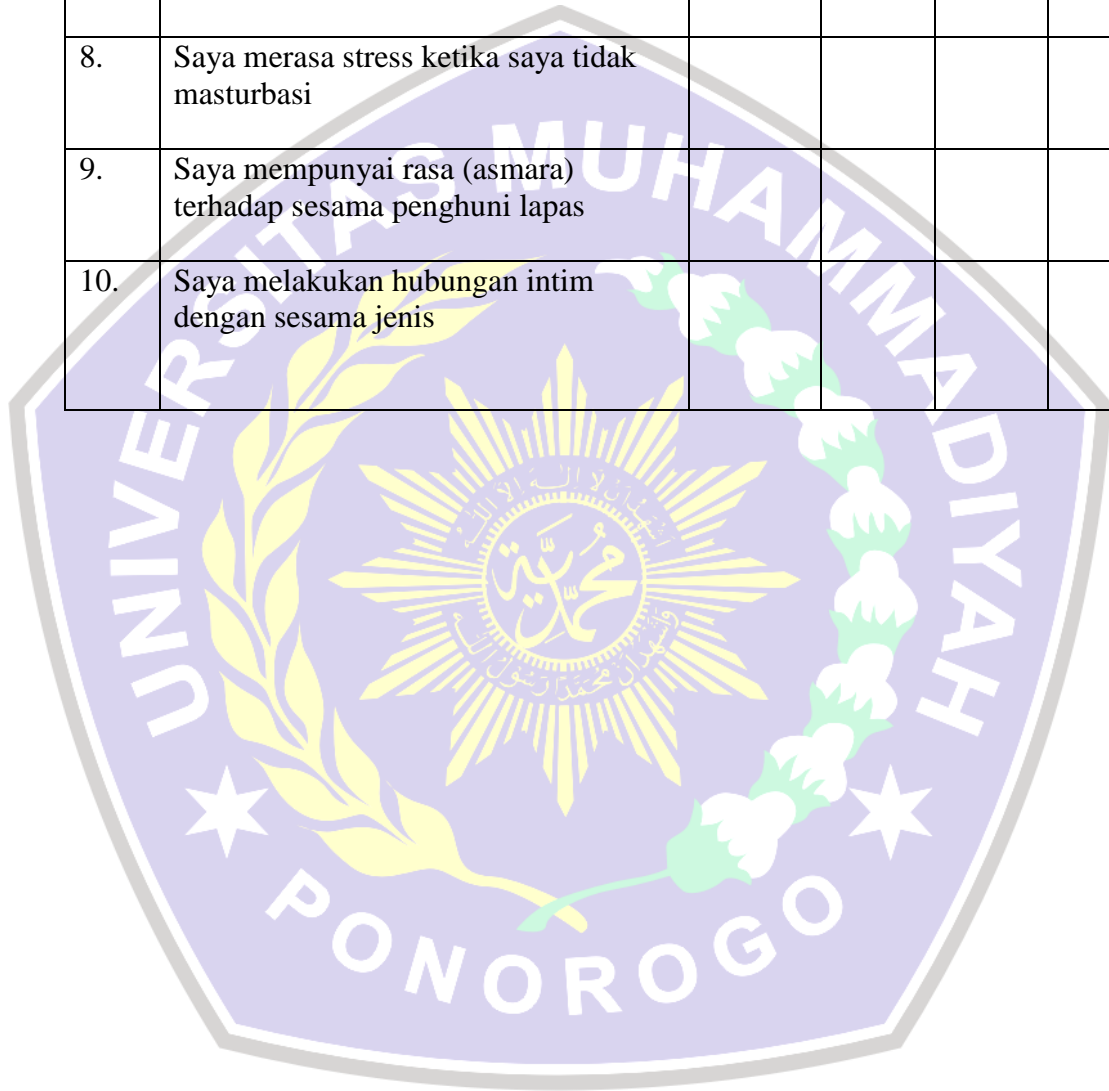 8. Saya merasa stress ketika saya tidak
masturbasi
9. Saya mempunyai rasa (asmara)
terhadap sesama penghuni lapas
10. Saya melakukan hubungan intim
dengan sesama jenis
UNIVERSITAS MUHAMMADIYAH
PONOROGO
محمدية